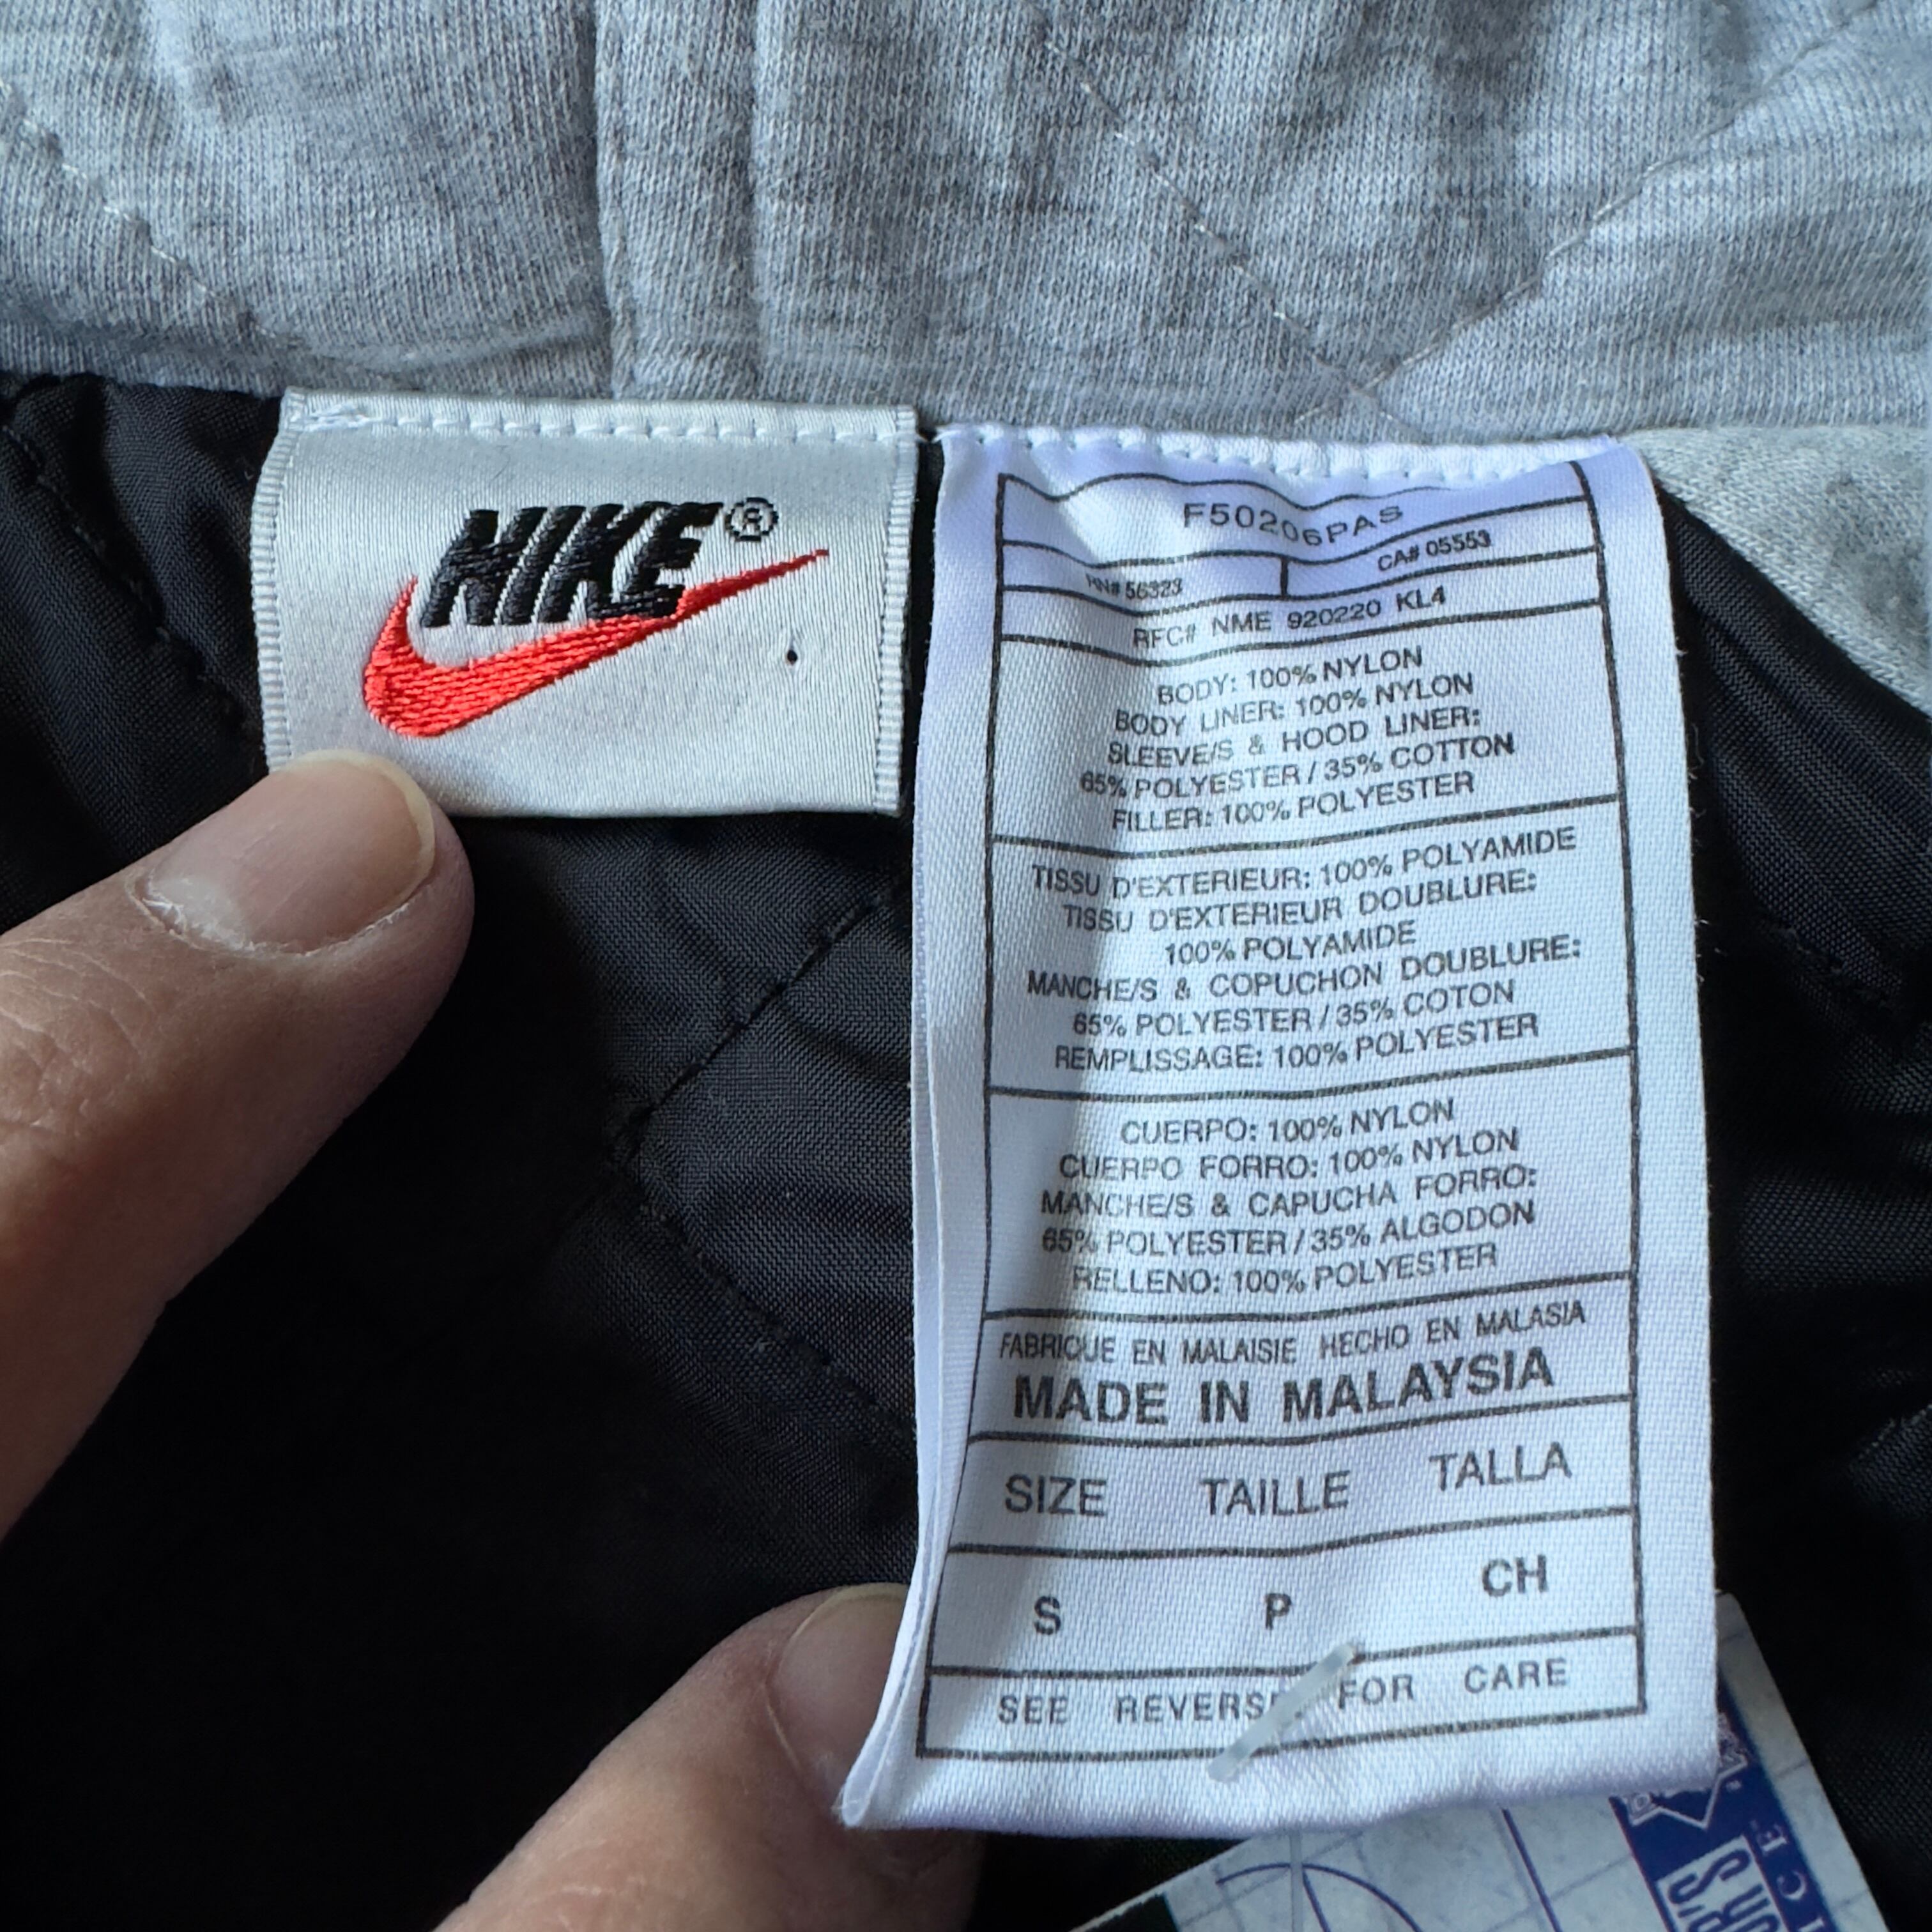 NIKE®
F50206PAS
RN# 56323
CA# 05553
RFC# NME 920220 KL4
BODY: 100% NYLON
BODY LINER: 100% NYLON
SLEEVE/S & HOOD LINER:
65% POLYESTER / 35% COTTON
FILLER: 100% POLYESTER
TISSU D'EXTERIEUR: 100% POLYAMIDE
TISSU D'EXTERIEUR DOUBLURE:
100% POLYAMIDE
MANCHE/S & COPUCHON DOUBLURE:
65% POLYESTER / 35% COTON
REMPLISSAGE: 100% POLYESTER
CUERPO: 100% NYLON
CUERPO FORRO: 100% NYLON
MANCHE/S & CAPUCHA FORRO:
65% POLYESTER / 35% ALGODON
RELLENO: 100% POLYESTER
FABRIQUE EN MALAISIE HECHO EN MALASIA
MADE IN MALAYSIA
SIZE TAILLE TALLA
S P CH
SEE REVERSE FOR CARE